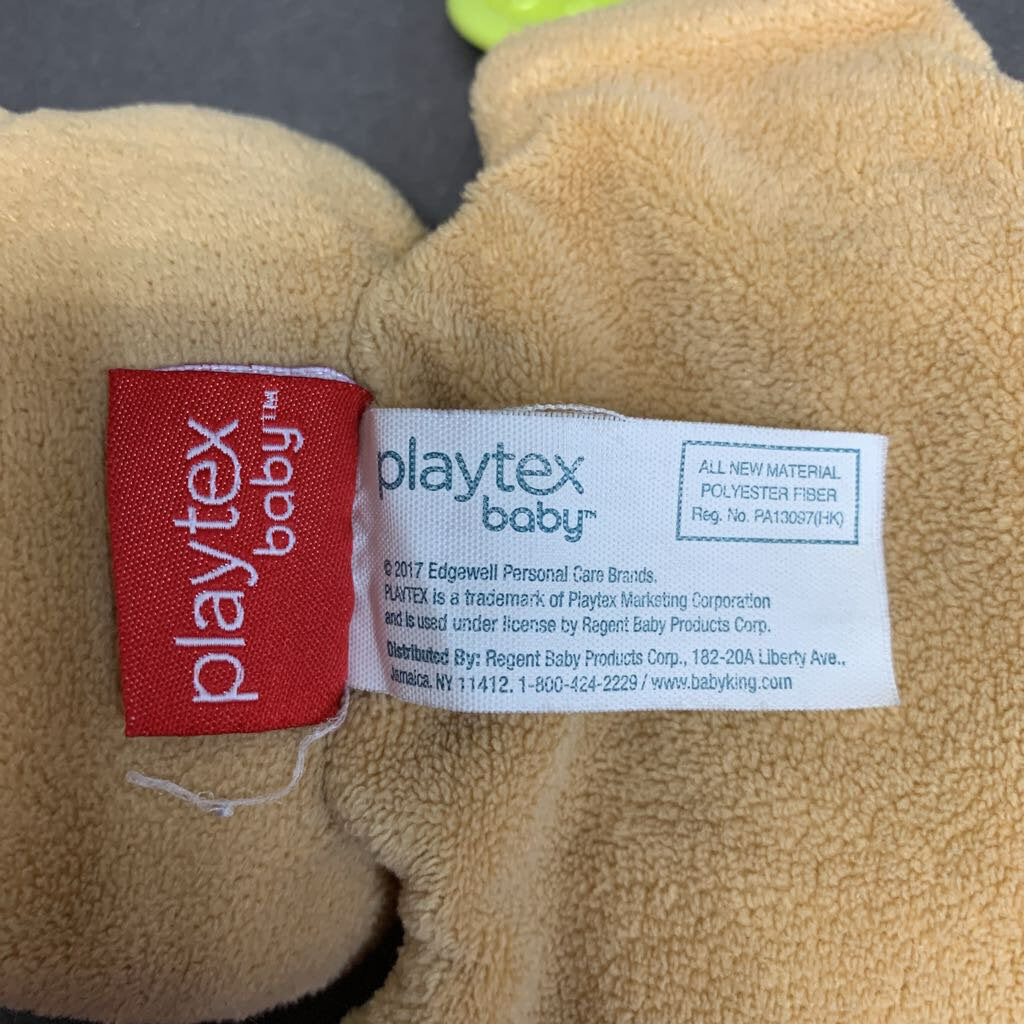 playtex
baby™
playtex
baby™
ALL NEW MATERIAL
POLYESTER FIBER
Reg. No. PA13097(HK)
© 2017 Edgewell Personal Care Brands.
PLAYTEX is a trademark of Playtex Marketing Corporation
and is used under license by Regent Baby Products Corp.
Distributed By: Regent Baby Products Corp., 182-20A Liberty Ave.,
Jamaica. NY 11412. 1-800-424-2229 / www.babyking.com